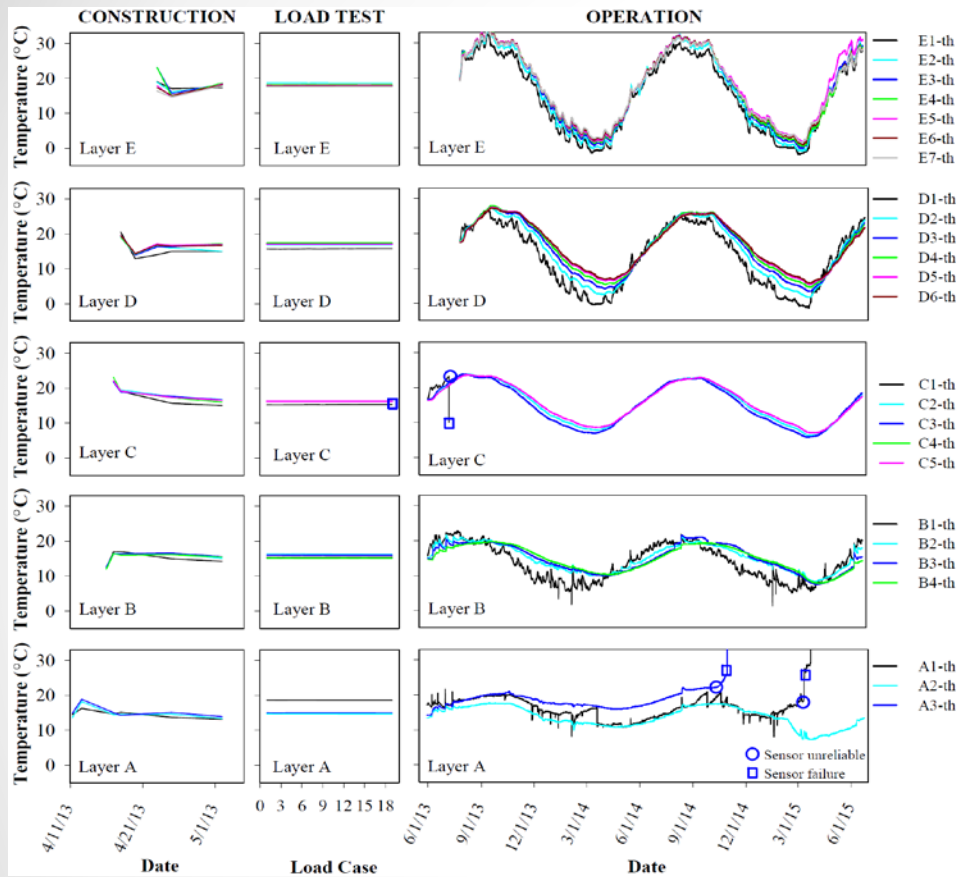 CONSTRUCTION LOAD TEST OPERATION
Temperature (°C)
30
20
10
0
Layer E
Layer E
Layer E
E1-th
E2-th
E3-th
E4-th
E5-th
E6-th
E7-th
Temperature (°C)
30
20
10
0
Layer D
Layer D
Layer D
D1-th
D2-th
D3-th
D4-th
D5-th
D6-th
Temperature (°C)
30
20
10
0
Layer C
Layer C
Layer C
C1-th
C2-th
C3-th
C4-th
C5-th
Temperature (°C)
30
20
10
0
Layer B
Layer B
Layer B
B1-th
B2-th
B3-th
B4-th
Temperature (°C)
30
20
10
0
Layer A
Layer A
Layer A
Sensor unreliable
Sensor failure
A1-th
A2-th
A3-th
4/11/13 4/21/13 5/1/13
0 3 6 9 12 15 18
6/1/13 9/1/13 12/1/13 3/1/14 6/1/14 9/1/14 12/1/14 3/1/15 6/1/15
Date Load Case Date